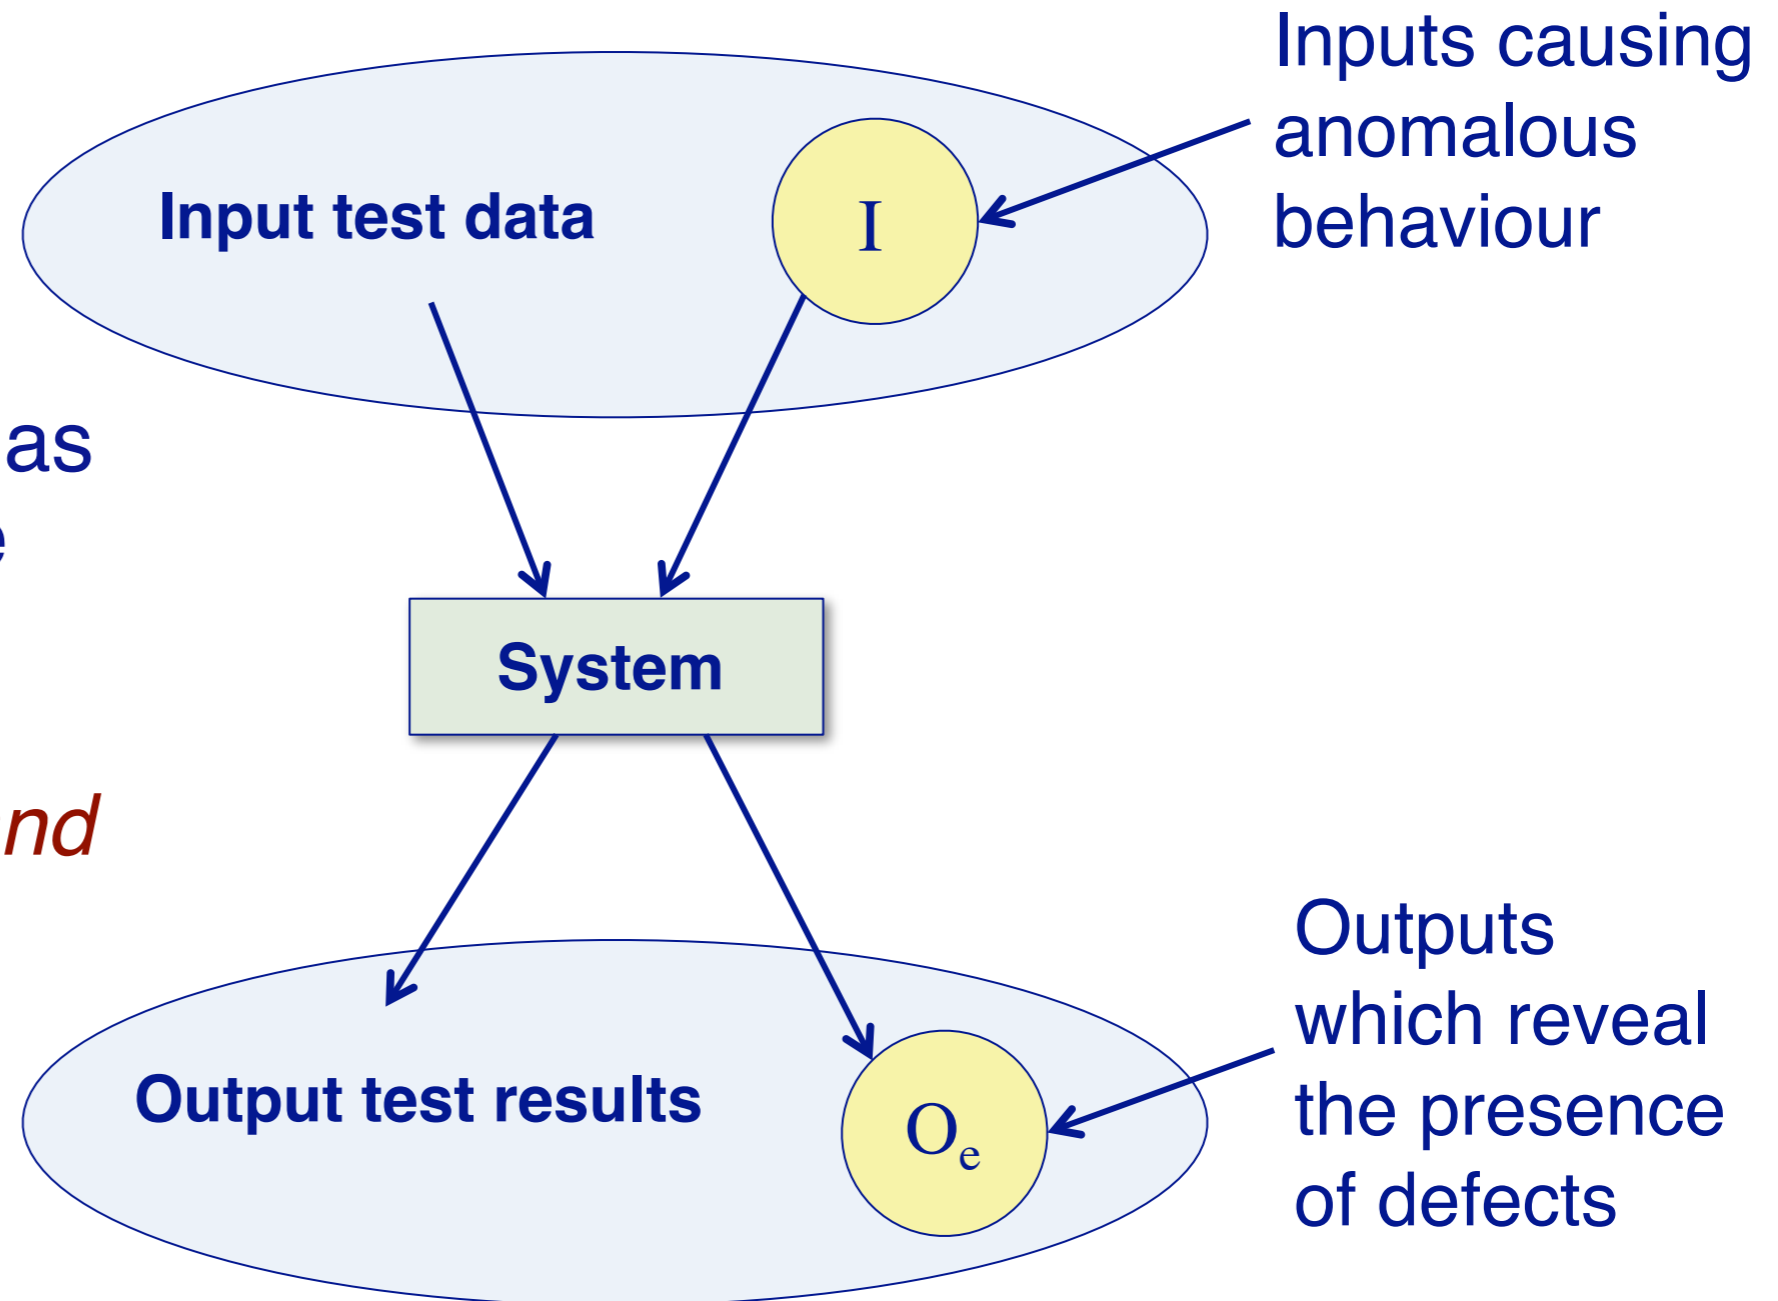 Inputs causing
anomalous
behaviour
Input test data
I
as
System
nd
Outputs
which reveal
the presence
of defects
Output test results
Oe